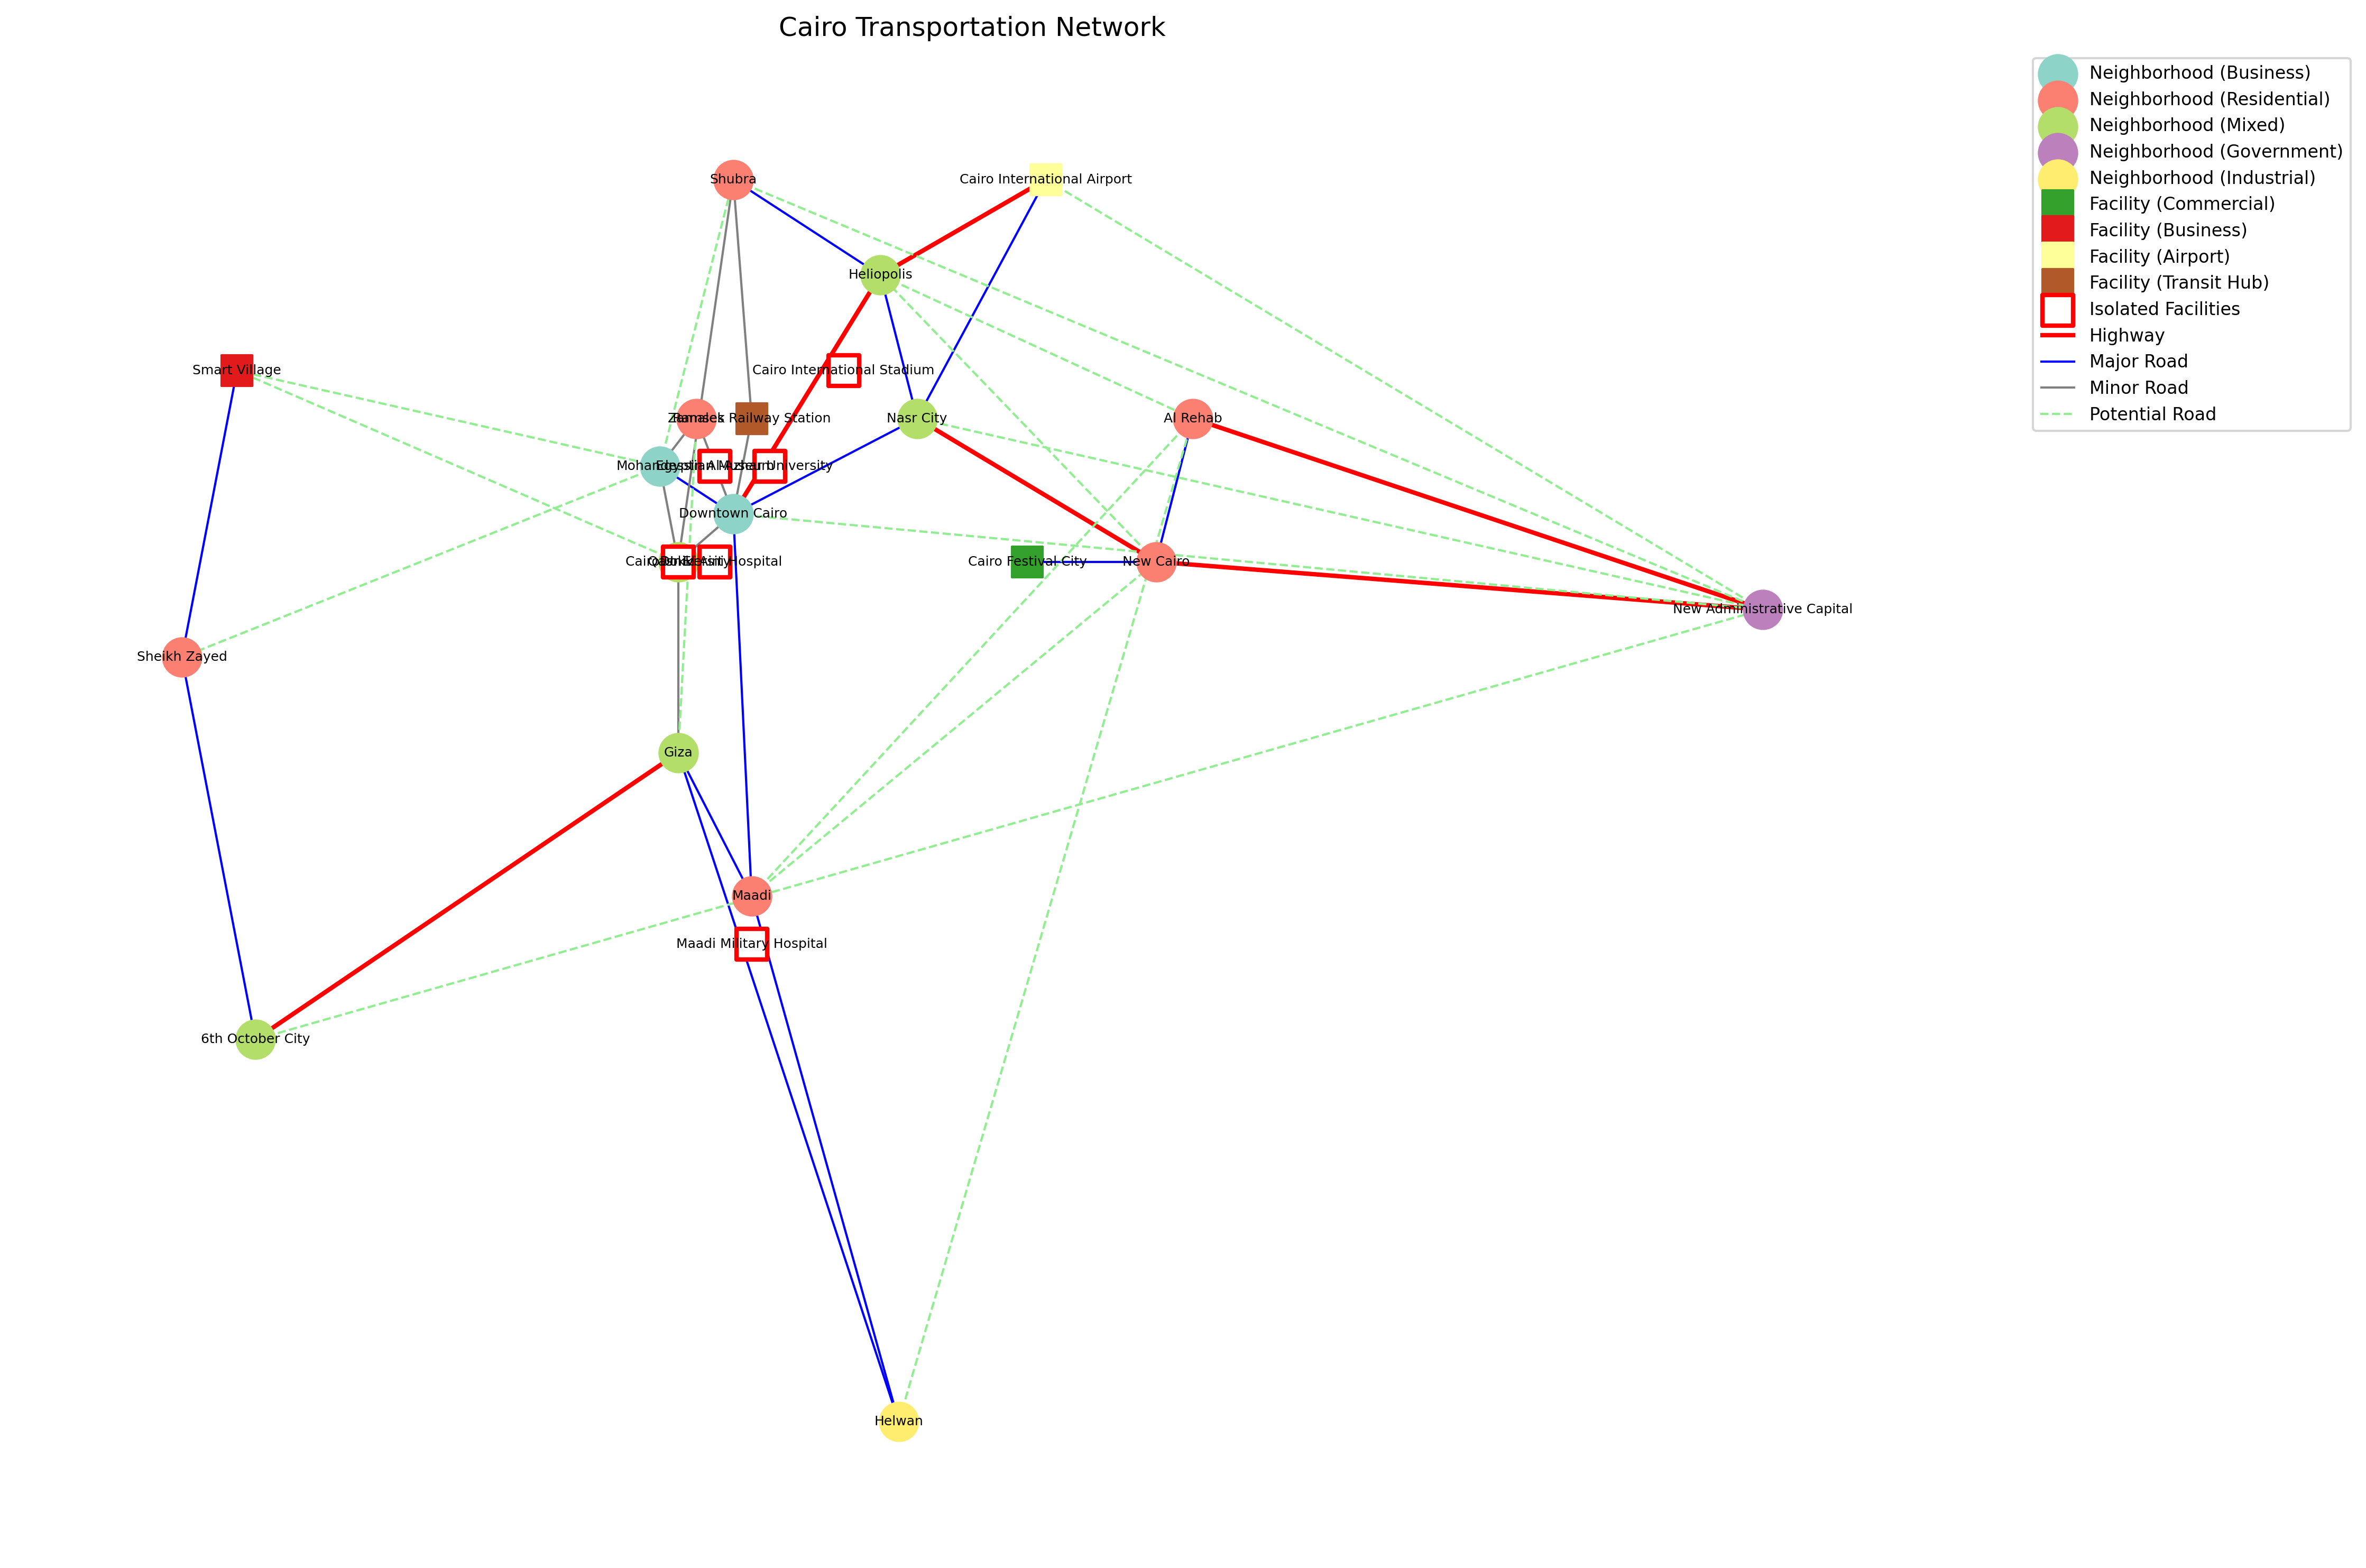 Cairo Transportation Network
Neighborhood (Business)
Neighborhood (Residential)
Neighborhood (Mixed)
Neighborhood (Government)
Neighborhood (Industrial)
Facility (Commercial)
Facility (Business)
Facility (Airport)
Facility (Transit Hub)
Isolated Facilities
Highway
Major Road
Minor Road
Potential Road
Shubra
Cairo International Airport
Heliopolis
Smart Village
Cairo International Stadium
Zamalek
Ramses Railway Station
Nasr City
Al Rehab
Egyptian Museum
Al-Azhar University
Downtown Cairo
Cairo University
Qasr El Aini Hospital
Cairo Festival City
New Cairo
New Administrative Capital
Sheikh Zayed
Giza
Maadi
Maadi Military Hospital
6th October City
Helwan